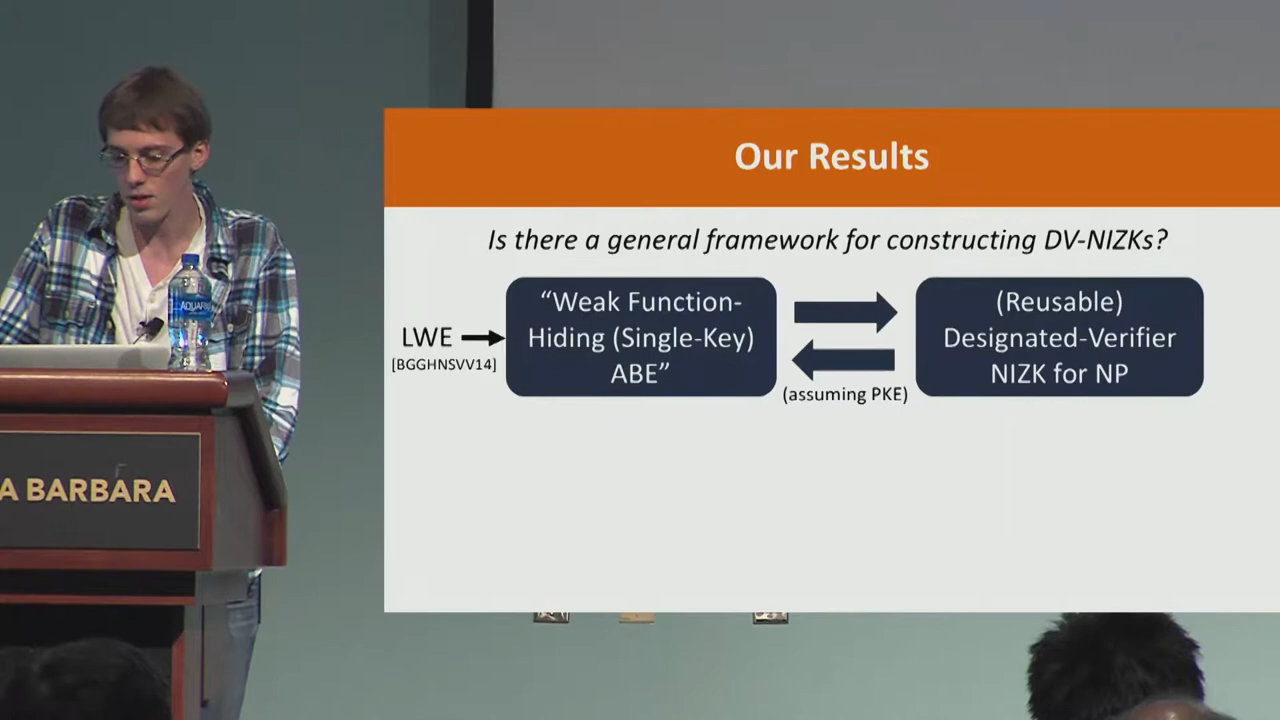 Our Results
Is there a general framework for constructing DV-NIZKs?
LWE
[BGGHNSVV14]
“Weak Function-
Hiding (Single-Key)
ABE”
(assuming PKE)
(Reusable)
Designated-Verifier
NIZK for NP
AQUAFINA
A BARBARA